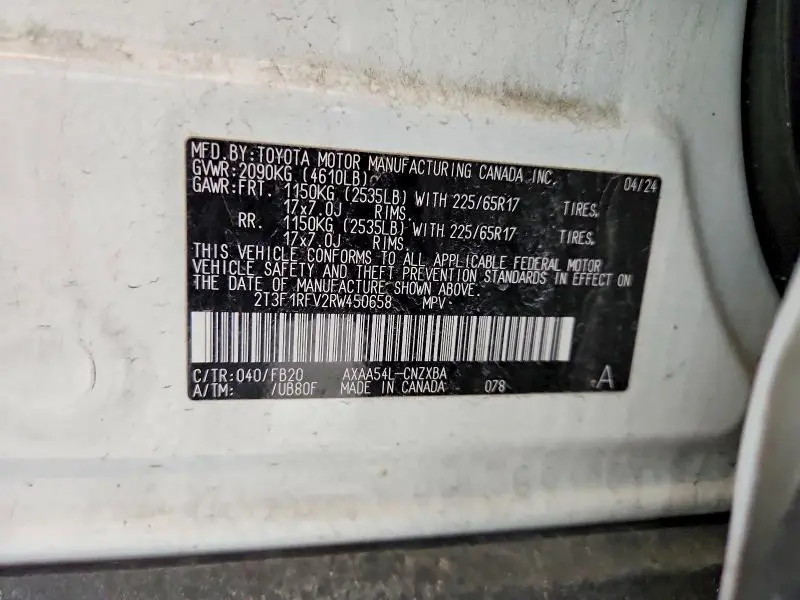 MFD. BY: TOYOTA MOTOR MANUFACTURING CANADA INC.
GVWR: 2090KG (4610LB) 04/24
GAWR: FRT. 1150KG (2535LB) WITH 225/65R17 TIRES,
17x7.0J RIMS.
RR. 1150KG (2535LB) WITH 225/65R17 TIRES,
17x7.0J RIMS.
THIS VEHICLE CONFORMS TO ALL APPLICABLE FEDERAL MOTOR
VEHICLE SAFETY AND THEFT PREVENTION STANDARDS IN EFFECT ON
THE DATE OF MANUFACTURE SHOWN ABOVE.
2T3F1RFV2RW450658 MPV
C/TR: 040/FB20 AXAA54L-CNZXBA
A/TM: /UB80F MADE IN CANADA 078 A